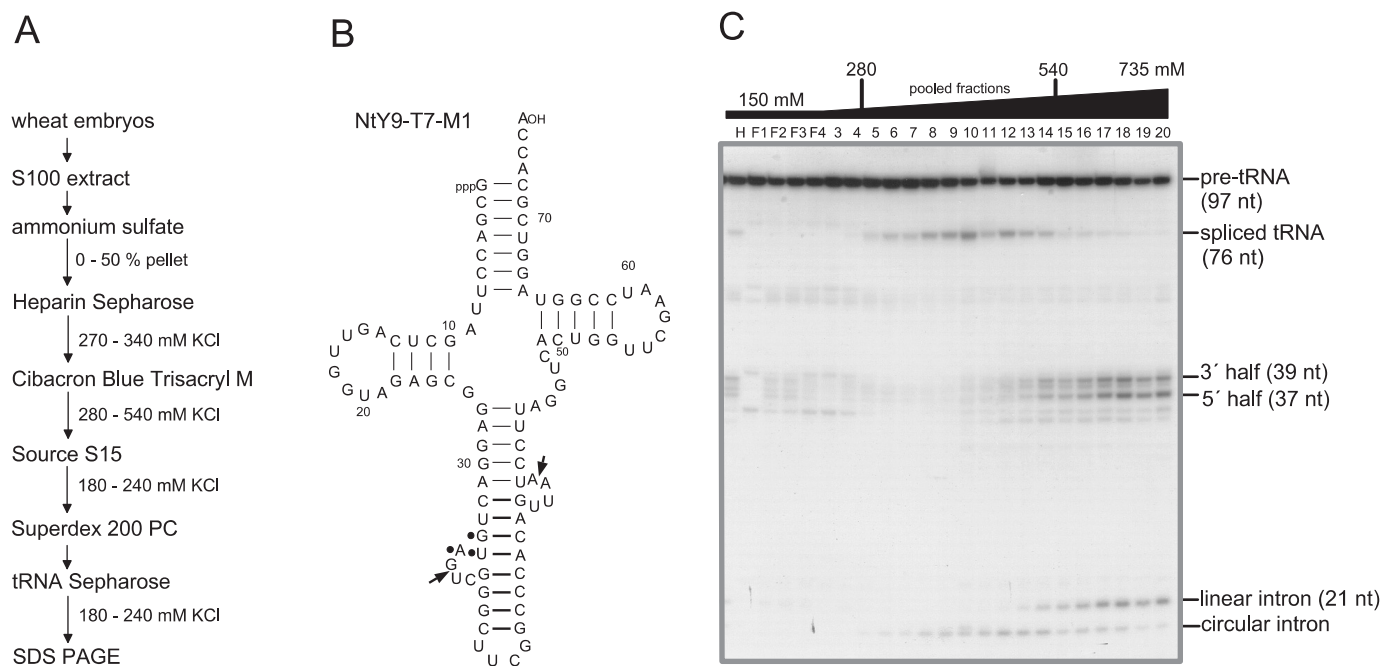 A
wheat embryos
S100 extract
ammonium sulfate
0 - 50 % pellet
Heparin Sepharose
270 - 340 mM KCl
Cibacron Blue Trisacryl M
280 - 540 mM KCl
Source S15
180 - 240 mM KCl
Superdex 200 PC
tRNA Sepharose
180 - 240 mM KCl
SDS PAGE
B
NtY9-T7-M1
AOH
C
C
A
pppG C
C G
G C 70
A U
C G
C G
U A
U
A
10
U U G A C U C G
G G U A G A G C
20
60
U G G C C U A A G C
A C U G G U U
C 50
U
G
G
A
G
30
C
Converted
C
280 540 735 mM
150 mM pooled fractions
H F1 F2 F3 F4 3 4 5 6 7 8 9 10 11 12 13 14 15 16 17 18 19 20
pre-tRNA
(97 nt)
spliced tRNA
(76 nt)
3´ half (39 nt)
5´ half (37 nt)
linear intron (21 nt)
circular intron